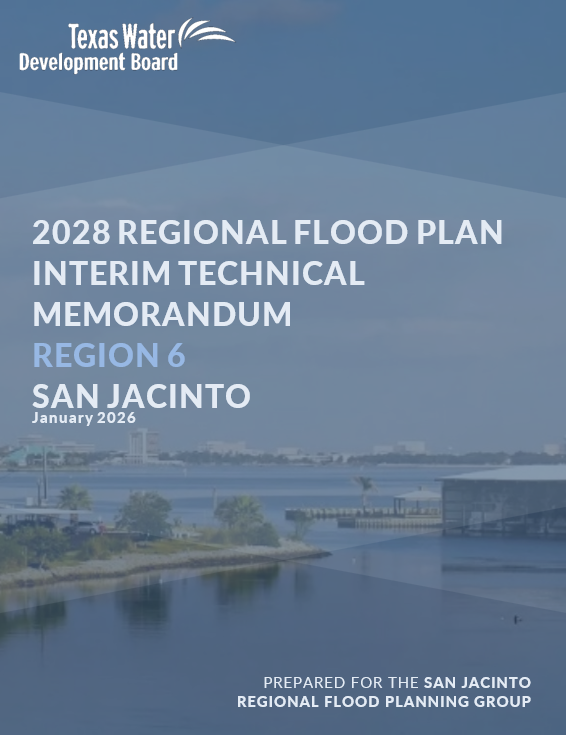 Texas Water
Development Board
2028 REGIONAL FLOOD PLAN
INTERIM TECHNICAL
MEMORANDUM
REGION 6
SAN JACINTO
January 2026
PREPARED FOR THE SAN JACINTO
REGIONAL FLOOD PLANNING GROUP